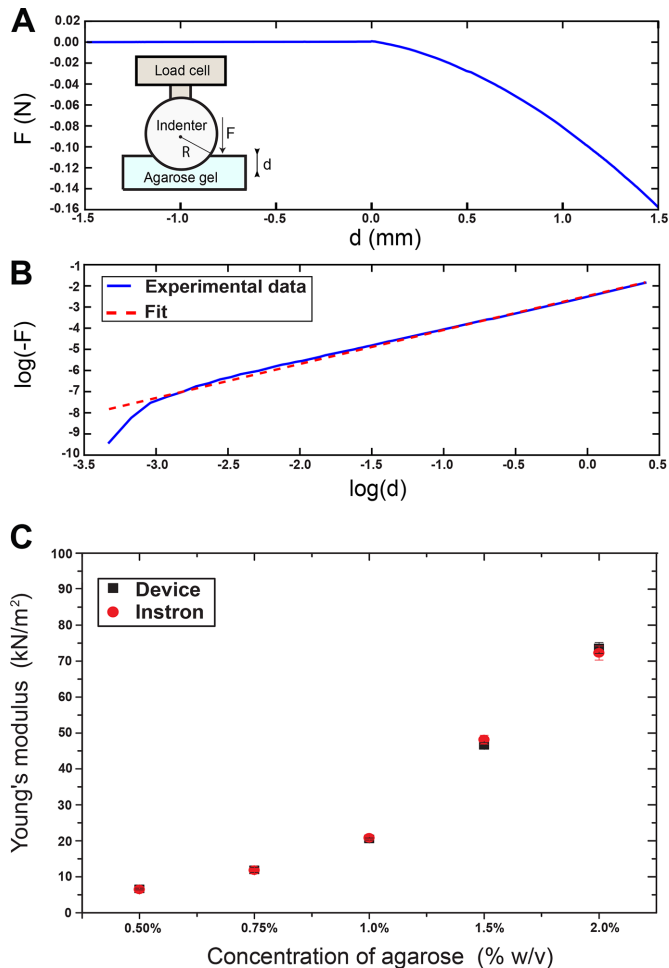 A
F (N)
0.02
0.00
-0.02
-0.04
-0.06
-0.08
-0.10
-0.12
-0.14
-0.16
Load cell
Indenter
F
R
d
Agarose gel
-1.5
-1.0
-0.5
0.0
0.5
1.0
1.5
d (mm)
B
log(-F)
-1
-2
-3
-4
-5
-6
-7
-8
-9
-10
Experimental data
Fit
-3.5
-3.0
-2.5
-2.0
-1.5
-1.0
-0.5
0.0
0.5
log(d)
C
Young's modulus (kN/m²)
100
90
80
70
60
50
40
30
20
10
0
Device
Instron
0.50%
0.75%
1.0%
1.5%
2.0%
Concentration of agarose (% w/v)